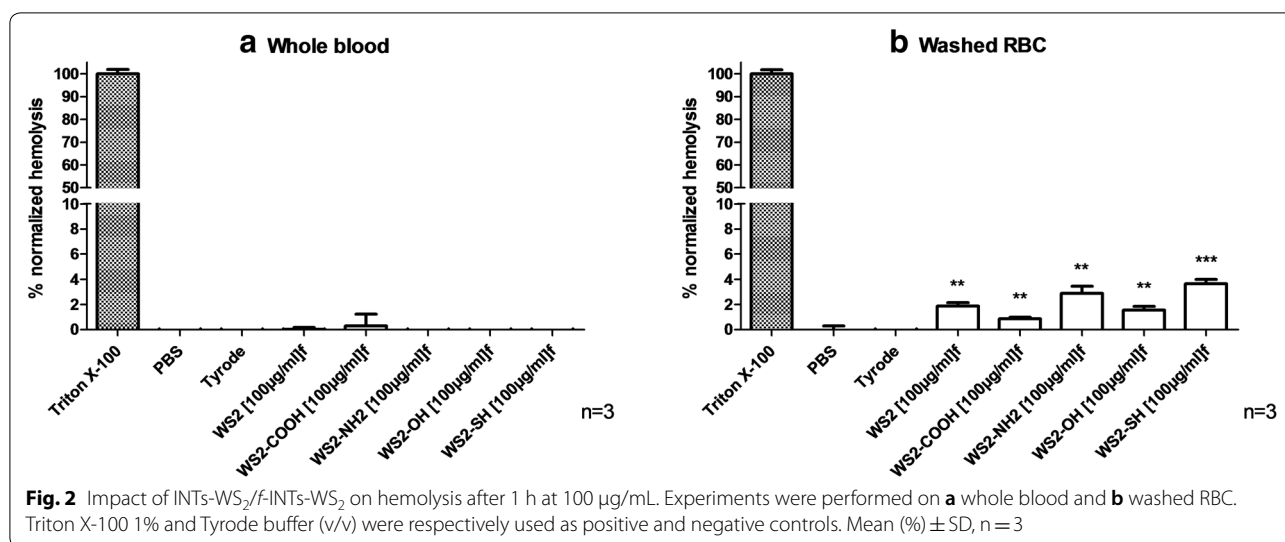 a Whole blood
% normalized hemolysis
100
90
80
70
60
50
10
8
6
4
2
0
Triton X-100
PBS
Tyrode
WS2 [100µg/ml]f
WS2-COOH [100µg/ml]f
WS2-NH2 [100µg/ml]f
WS2-OH [100µg/ml]f
WS2-SH [100µg/ml]f
n=3
b Washed RBC
% normalized hemolysis
100
90
80
70
60
50
10
8
6
4
2
0
**
**
**
**
***
Triton X-100
PBS
Tyrode
WS2 [100µg/ml]f
WS2-COOH [100µg/ml]f
WS2-NH2 [100µg/ml]f
WS2-OH [100µg/ml]f
WS2-SH [100µg/ml]f
n=3
Fig. 2 Impact of INTs-WS₂/f-INTs-WS₂ on hemolysis after 1 h at 100 µg/mL. Experiments were performed on a whole blood and b washed RBC.
Triton X-100 1% and Tyrode buffer (v/v) were respectively used as positive and negative controls. Mean (%) ± SD, n = 3